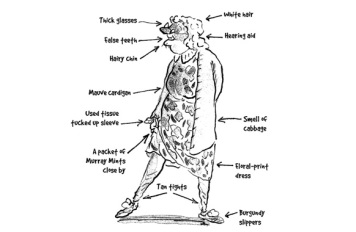 Thick glasses
White hair
False teeth
Hearing aid
Hairy chin
Mauve cardigan
Used tissue
tucked up sleeve
Smell of
cabbage
A packet of
Murray Mints
close by
Floral-print
dress
Tan tights
Burgundy
slippers